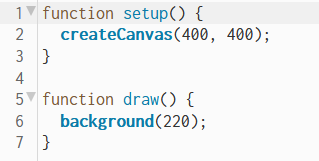 1 function setup() {
2   createCanvas(400, 400);
3 }
4
5 function draw() {
6   background(220);
7 }